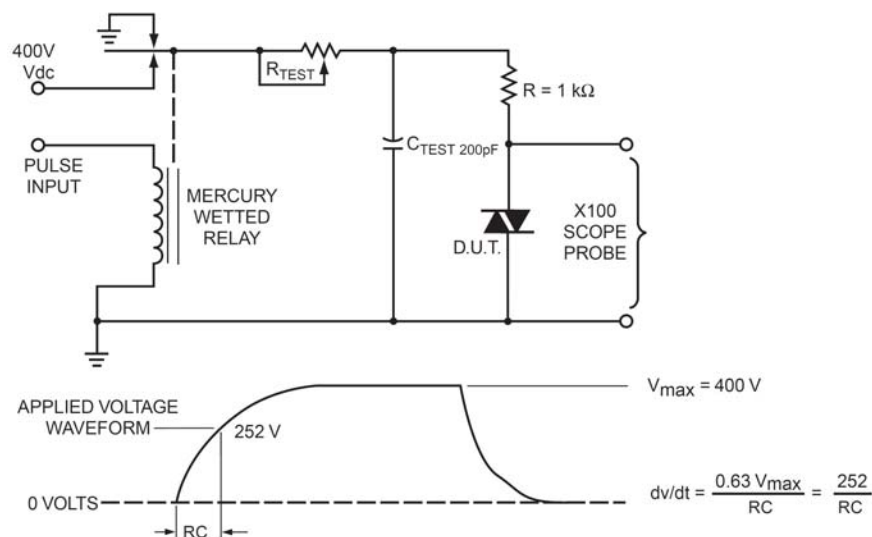 400V
Vdc
RTEST
R = 1 kΩ
CTEST 200pF
PULSE
INPUT
MERCURY
WETTED
RELAY
D.U.T.
X100
SCOPE
PROBE
Vmax = 400 V
APPLIED VOLTAGE
WAVEFORM
252 V
0 VOLTS
RC
dv/dt = 0.63 Vmax / RC = 252 / RC